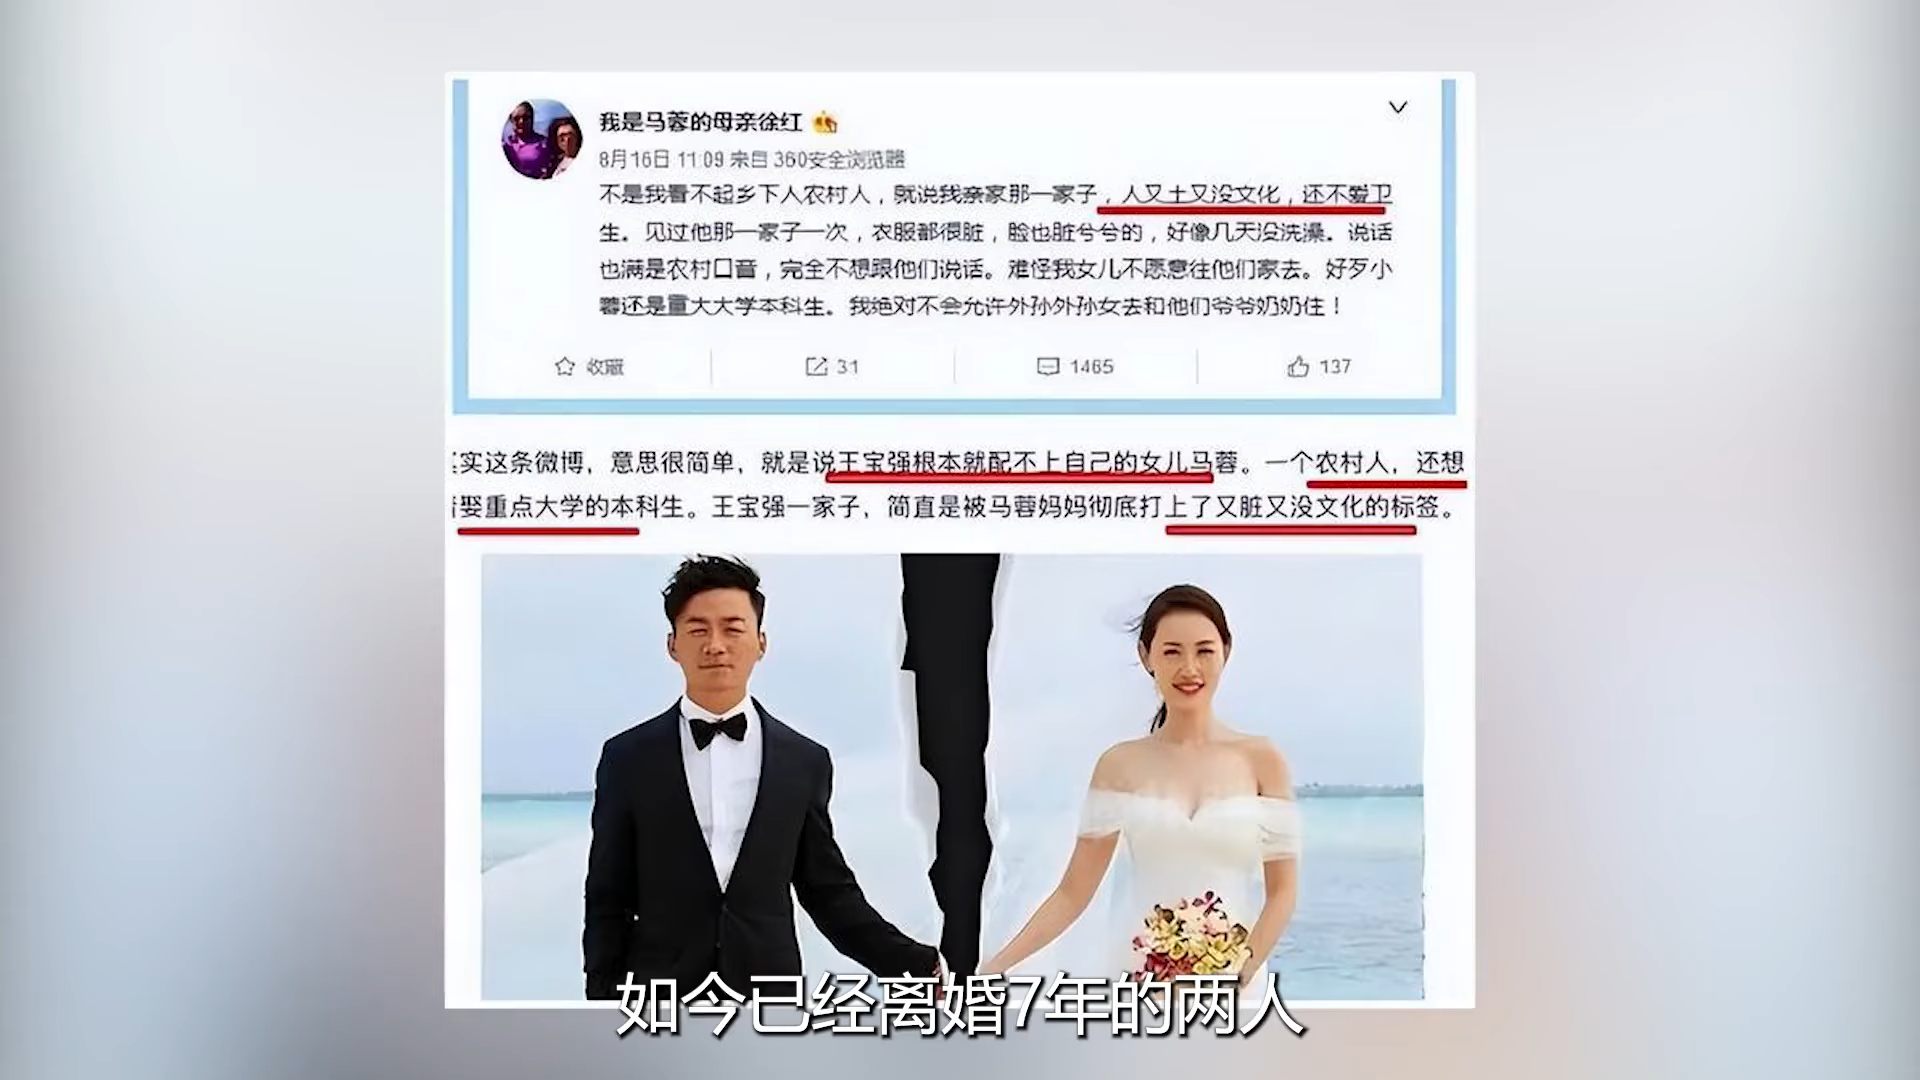 我是马蓉的母亲徐红
8月16日 11:09 来自 360安全浏览器
不是我看不起乡下人农村人，就说我亲家那一家子，人又土又没文化，还不爱卫
生。见过他那一家子一次，衣服都很脏，脸也脏兮兮的，好像几天没洗澡。说话
也满是农村口音，完全不想跟他们说话。难怪我女儿不愿意往他们家去。好歹小
蓉还是重大大学本科生。我绝对不会允许外孙外孙女去和他们爷爷奶奶住！
收藏 31 1465 137
实这条微博，意思很简单，就是说王宝强根本就配不上自己的女儿马蓉。一个农村人，还想
娶重点大学的本科生。王宝强一家子，简直是被马蓉妈妈彻底打上了又脏又没文化的标签。
如今已经离婚7年的两人